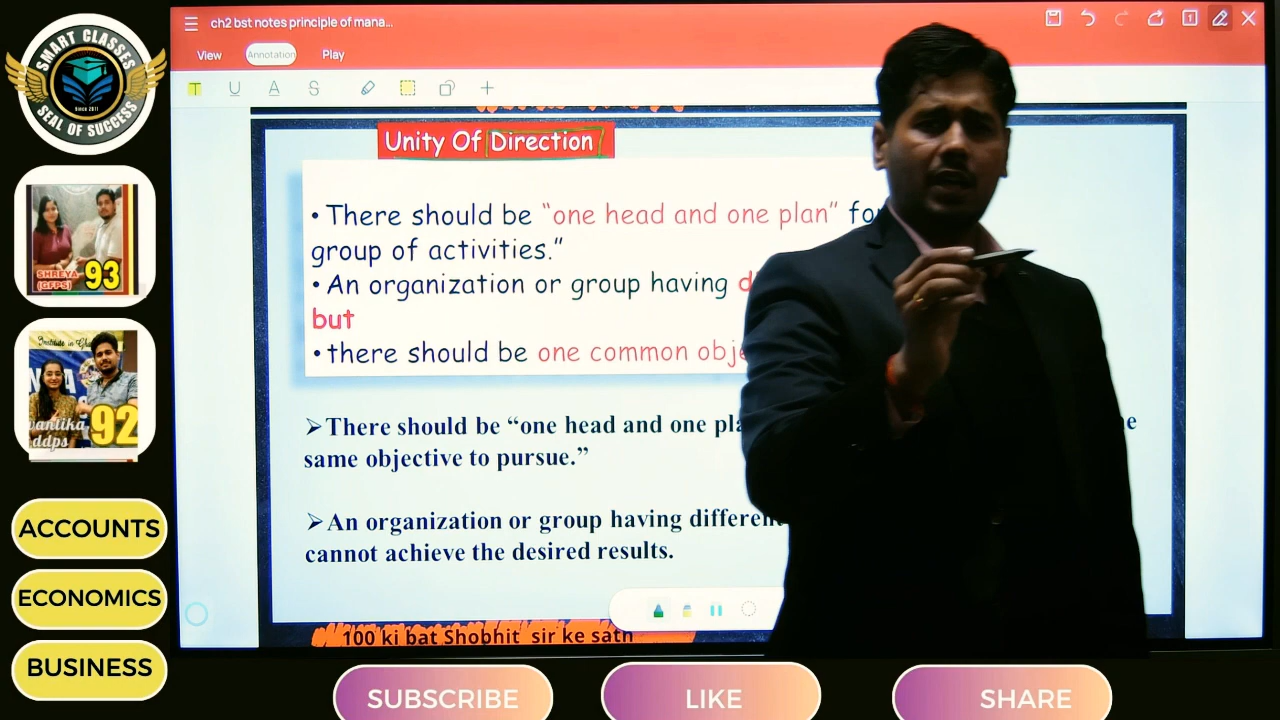 SMART CLASSES
Since 2011
SEAL OF SUCCESS
SHREYA
(GFPS)
93
92
ddps
ACCOUNTS
ECONOMICS
BUSINESS
ch2 bst notes principle of mana...
View Annotation Play
T U A S
1
Unity Of Direction
• There should be “one head and one plan”
group of activities.”
• An organization or group having
but
• there should be one common
➢There should be “one head and one
same objective to pursue.”
➢An organization or group having
cannot achieve the desired results.
100 ki bat Shobhit sir ke sath
SUBSCRIBE
LIKE
SHARE